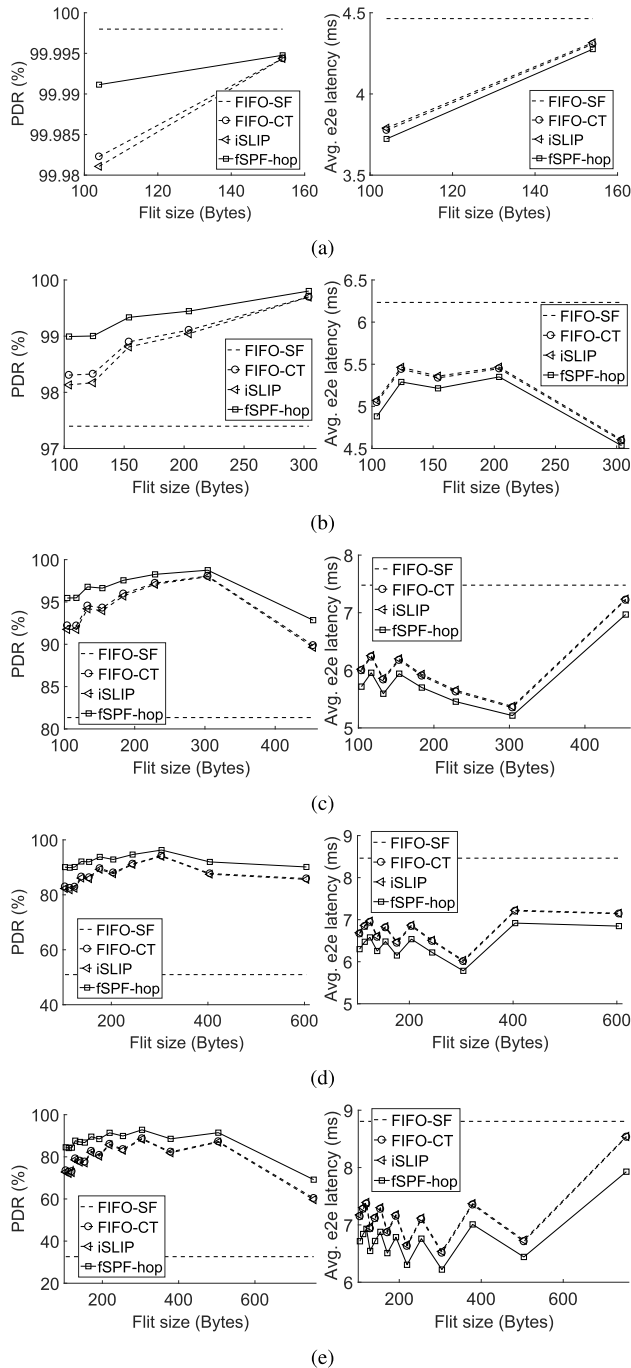 PDR (%)
100
99.995
99.99
99.985
99.98
100 120 140 160
Flit size (Bytes)
FIFO-SF
FIFO-CT
iSLIP
fSPF-hop
Avg. e2e latency (ms)
4.5
4
3.5
100 120 140 160
Flit size (Bytes)
FIFO-SF
FIFO-CT
iSLIP
fSPF-hop
(a)
PDR (%)
100
99
98
97
100 150 200 250 300
Flit size (Bytes)
FIFO-SF
FIFO-CT
iSLIP
fSPF-hop
Avg. e2e latency (ms)
6.5
6
5.5
5
4.5
100 150 200 250 300
Flit size (Bytes)
FIFO-SF
FIFO-CT
iSLIP
fSPF-hop
(b)
PDR (%)
100
95
90
85
80
100 200 300 400
Flit size (Bytes)
FIFO-SF
FIFO-CT
iSLIP
fSPF-hop
Avg. e2e latency (ms)
8
7
6
5
100 200 300 400
Flit size (Bytes)
FIFO-SF
FIFO-CT
iSLIP
fSPF-hop
(c)
PDR (%)
100
80
60
40
200 400 600
Flit size (Bytes)
FIFO-SF
FIFO-CT
iSLIP
fSPF-hop
Avg. e2e latency (ms)
9
8
7
6
5
200 400 600
Flit size (Bytes)
FIFO-SF
FIFO-CT
iSLIP
fSPF-hop
(d)
PDR (%)
100
80
60
40
20
200 400 600
Flit size (Bytes)
FIFO-SF
FIFO-CT
iSLIP
fSPF-hop
Avg. e2e latency (ms)
9
8
7
6
200 400 600
Flit size (Bytes)
FIFO-SF
FIFO-CT
iSLIP
fSPF-hop
(e)